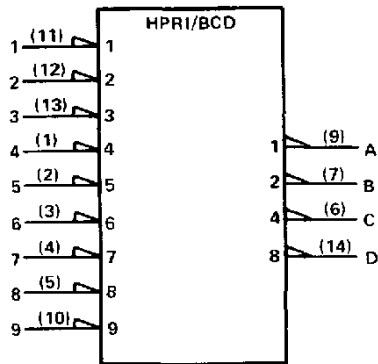 HPRI/BCD
1 (11) 1
2 (12) 2
3 (13) 3
4 (1) 4
5 (2) 5
6 (3) 6
7 (4) 7
8 (5) 8
9 (10) 9
1 (9) A
2 (7) B
4 (6) C
8 (14) D